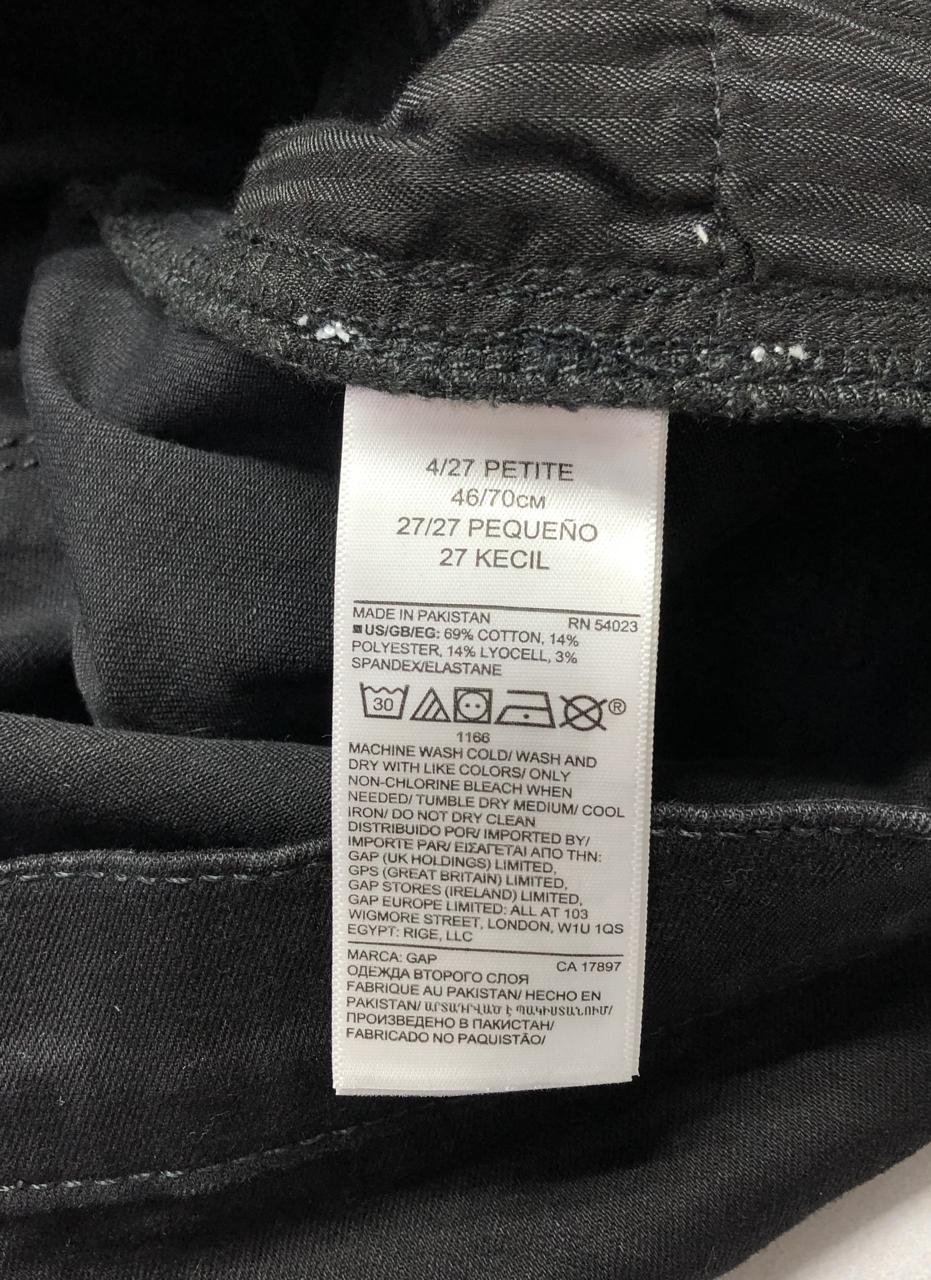 4/27 PETITE
46/70CM
27/27 PEQUEÑO
27 KECIL
MADE IN PAKISTAN RN 54023
US/GB/EG: 69% COTTON, 14%
POLYESTER, 14% LYOCELL, 3%
SPANDEX/ELASTANE
30 ®
1166
MACHINE WASH COLD/ WASH AND
DRY WITH LIKE COLORS/ ONLY
NON-CHLORINE BLEACH WHEN
NEEDED/ TUMBLE DRY MEDIUM/ COOL
IRON/ DO NOT DRY CLEAN
DISTRIBUIDO POR/ IMPORTED BY/
IMPORTE PAR/ ΕΙΣΑΓΕΤΑΙ ΑΠΟ ΤΗΝ:
GAP (UK HOLDINGS) LIMITED,
GPS (GREAT BRITAIN) LIMITED,
GAP STORES (IRELAND) LIMITED,
GAP EUROPE LIMITED: ALL AT 103
WIGMORE STREET, LONDON, W1U 1QS
EGYPT: RIGE, LLC
MARCA: GAP CA 17897
ОДЕЖДА ВТОРОГО СЛОЯ
FABRIQUE AU PAKISTAN/ HECHO EN
PAKISTAN/ ԱՐՏԱԴՐՎԱԾ Է ՊԱԿԻՍՏԱՆՈՒՄ/
ПРОИЗВЕДЕНО В ПАКИСТАН/
FABRICADO NO PAQUISTÃO/